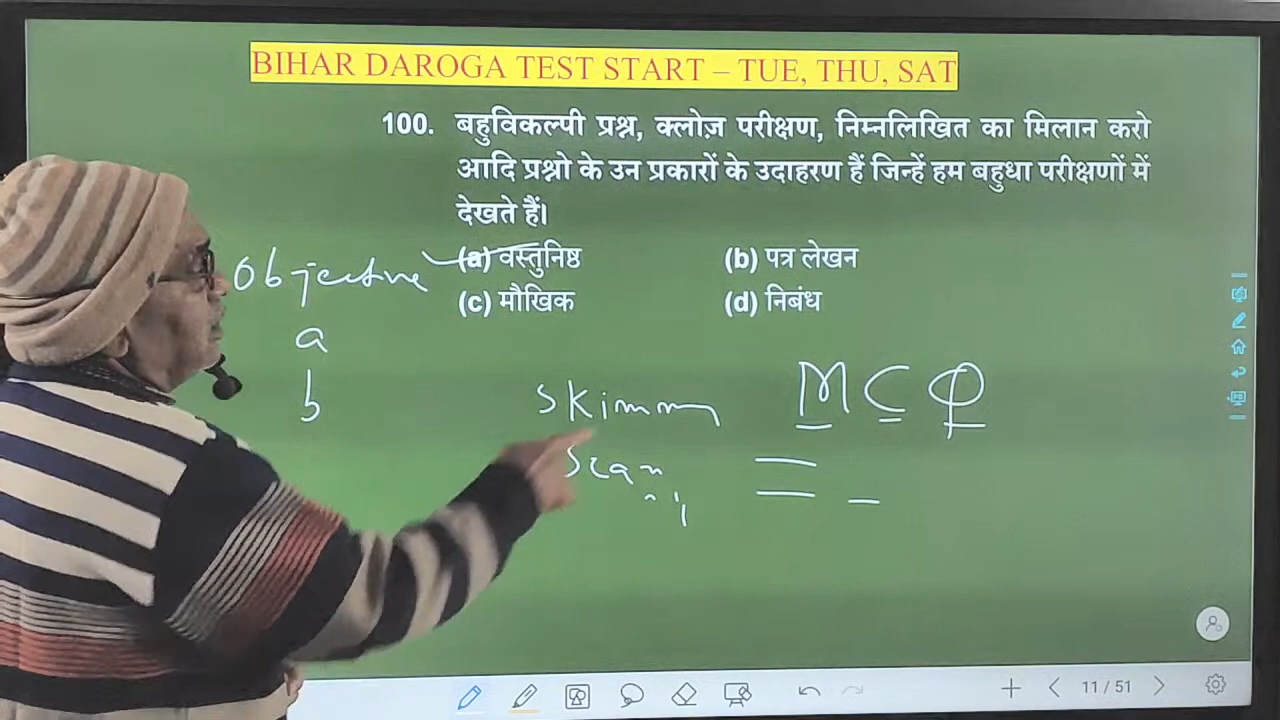 BIHAR DAROGA TEST START – TUE, THU, SAT
100. बहुविकल्पी प्रश्न, क्लोज़ परीक्षण, निम्नलिखित का मिलान करो
आदि प्रश्नो के उन प्रकारों के उदाहरण हैं जिन्हें हम बहुधा परीक्षणों में
देखते हैं।
(a) वस्तुनिष्ठ (b) पत्र लेखन
(c) मौखिक (d) निबंध
Objective
a
b
Skimm
MCQ
Scan
11 / 51